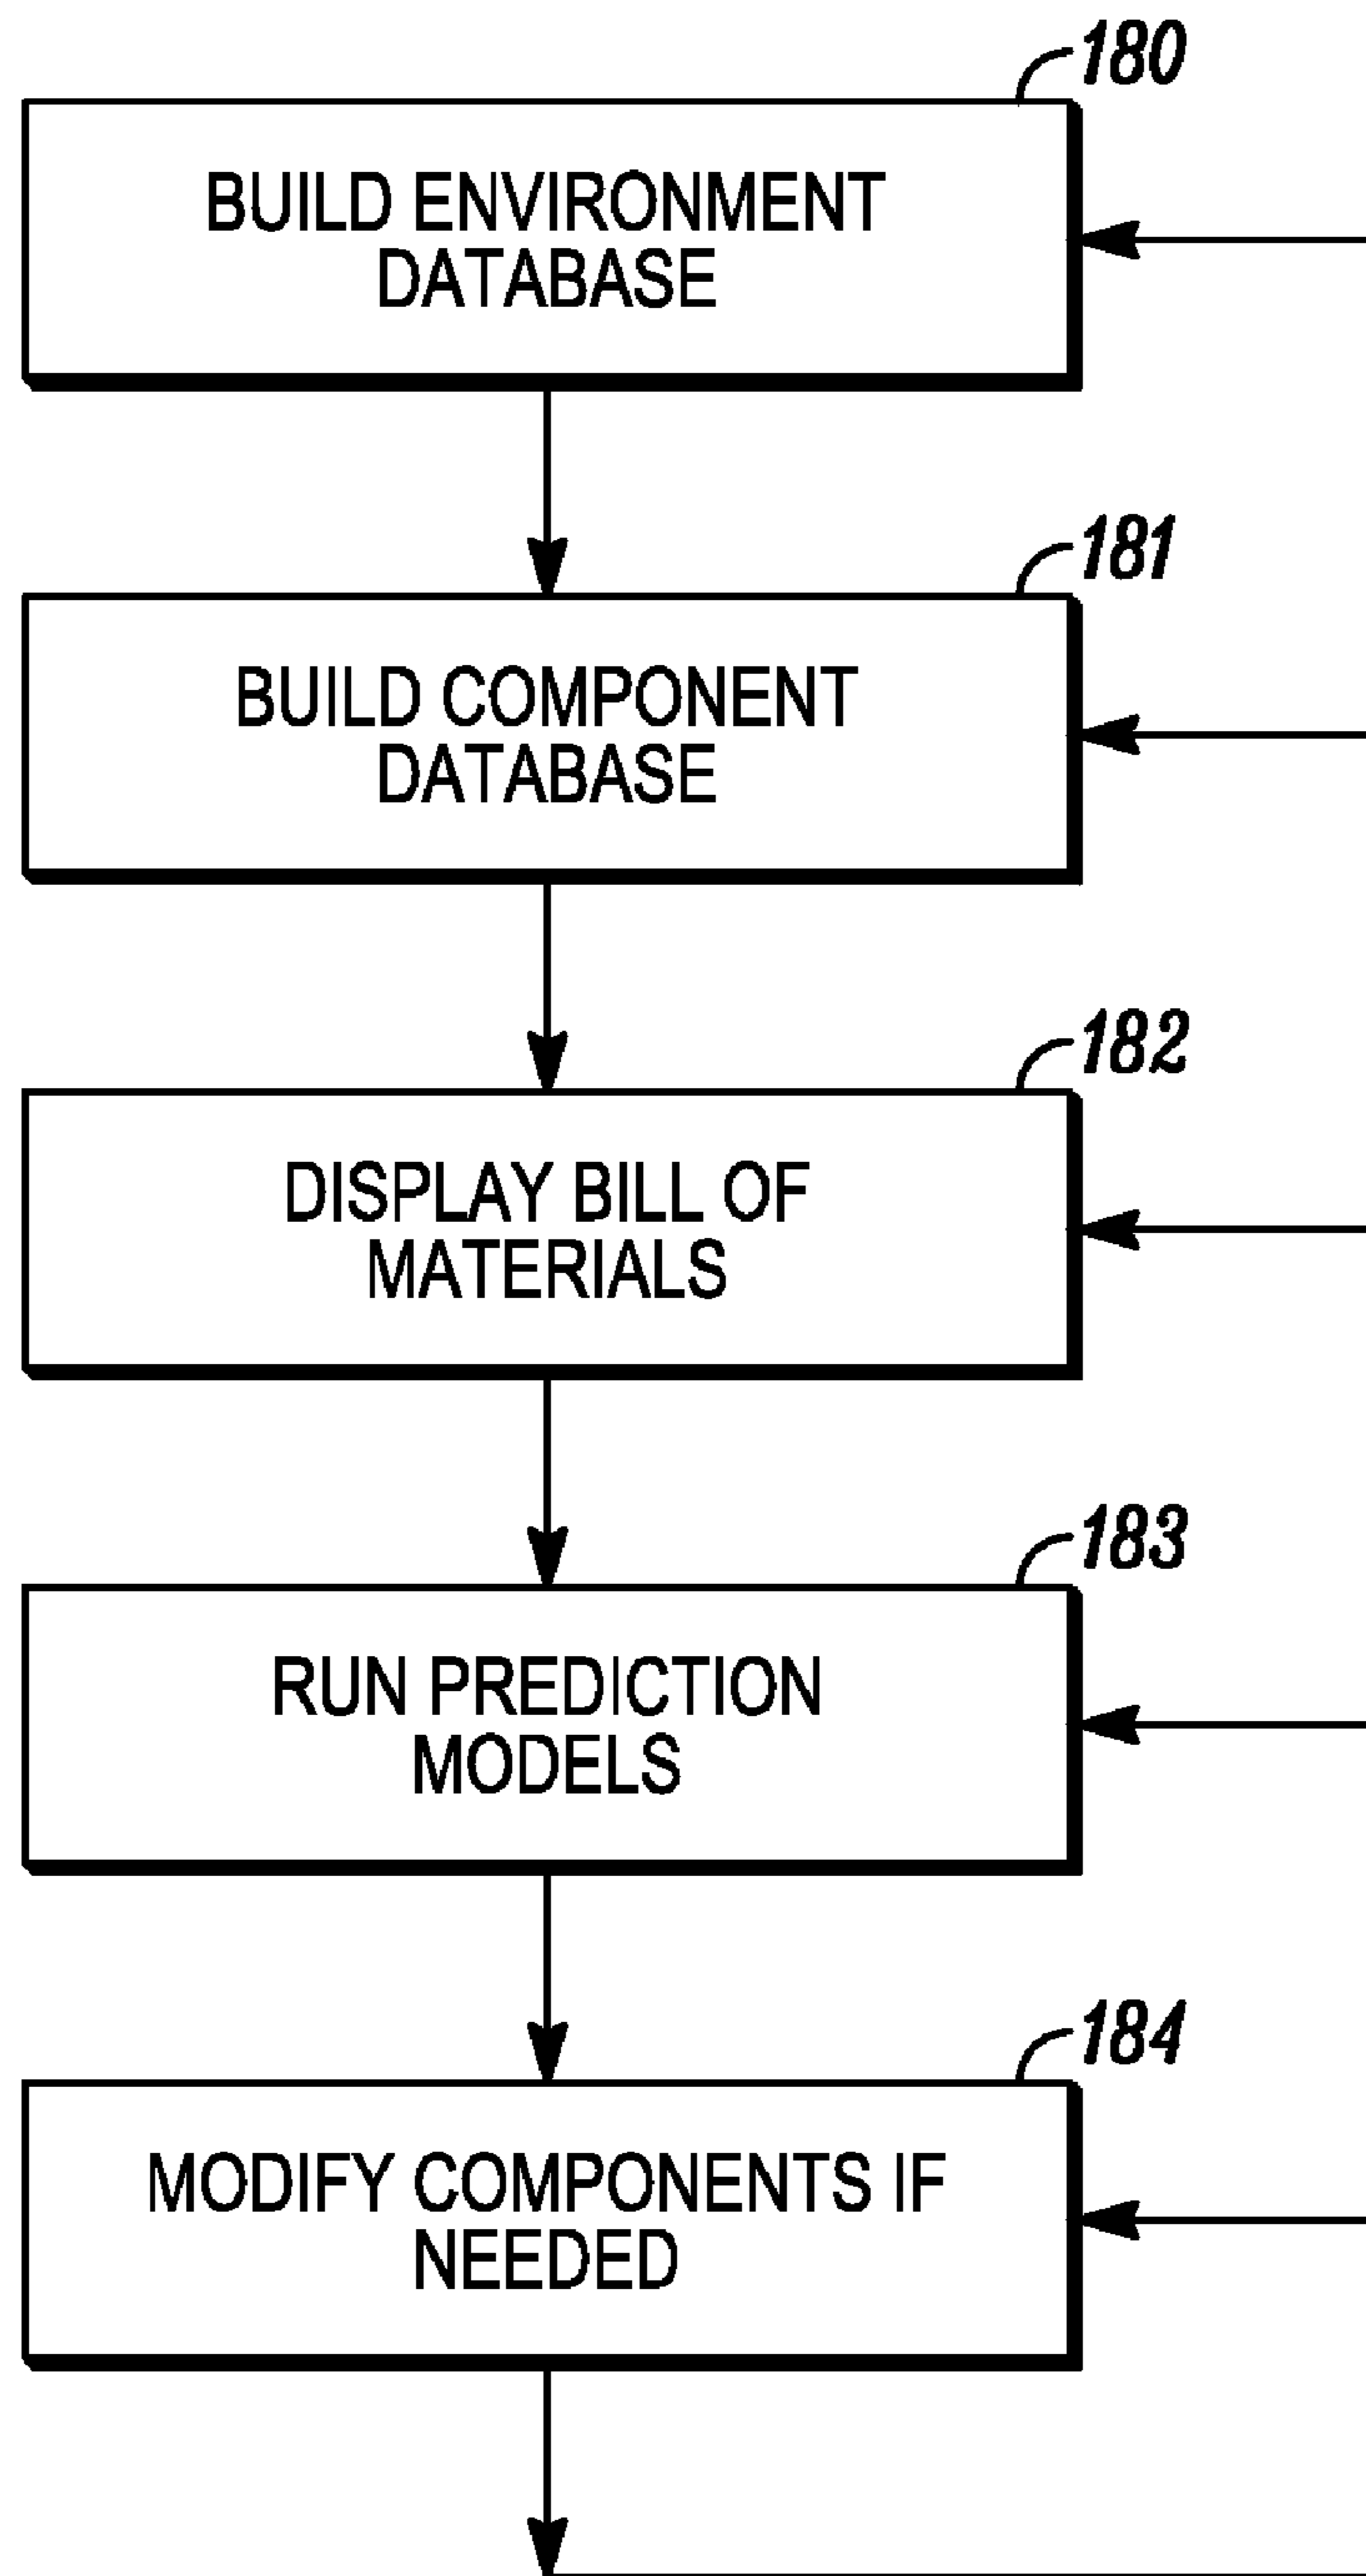 180
BUILD ENVIRONMENT
DATABASE
181
BUILD COMPONENT
DATABASE
182
DISPLAY BILL OF
MATERIALS
183
RUN PREDICTION
MODELS
184
MODIFY COMPONENTS IF
NEEDED